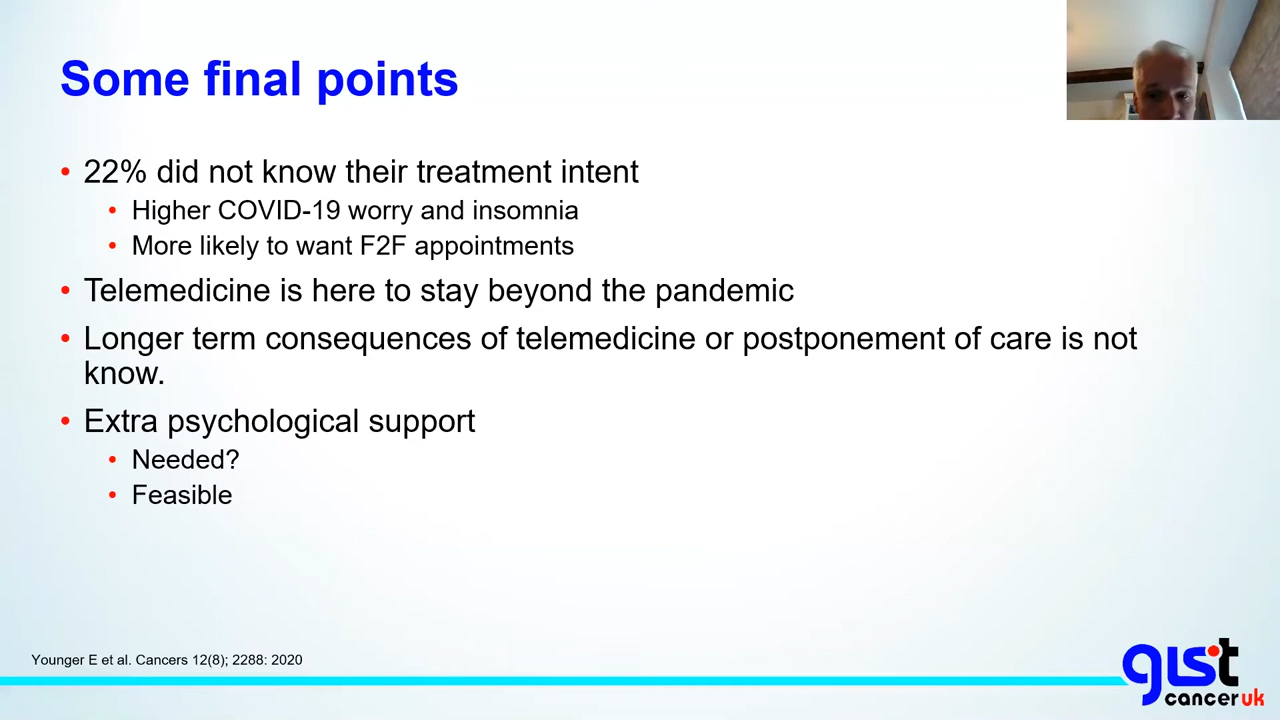 Some final points
• 22% did not know their treatment intent
• Higher COVID-19 worry and insomnia
• More likely to want F2F appointments
• Telemedicine is here to stay beyond the pandemic
• Longer term consequences of telemedicine or postponement of care is not
know.
• Extra psychological support
• Needed?
• Feasible
Younger E et al. Cancers 12(8); 2288: 2020
gist
cancer uk